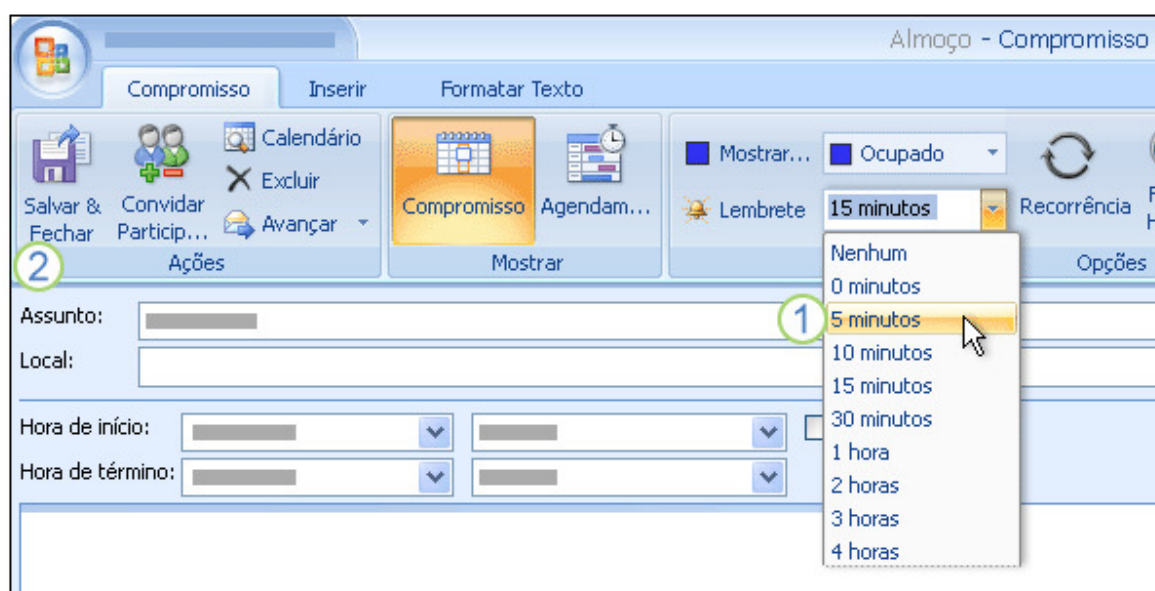 Almoço - Compromisso
Compromisso Inserir Formatar Texto
Salvar & Fechar
Convidar Particip...
Calendário
Excluir
Avançar
Compromisso
Agendam...
Mostrar...
Ocupado
Lembrete
15 minutos
Recorrência
2
Ações
Mostrar
Opções
Nenhum
0 minutos
1
5 minutos
10 minutos
15 minutos
30 minutos
1 hora
2 horas
3 horas
4 horas
Assunto:
Local:
Hora de início:
Hora de término: